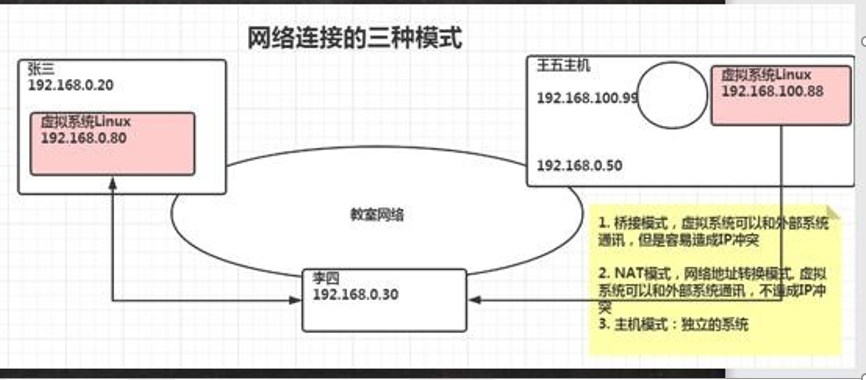 网络连接的三种模式
张三
192.168.0.20
虚拟系统Linux
192.168.0.80
王五主机
192.168.100.99
虚拟系统Linux
192.168.100.88
192.168.0.50
教室网络
李四
192.168.0.30
1. 桥接模式，虚拟系统可以和外部系统
通讯，但是容易造成IP冲突
2. NAT模式，网络地址转换模式, 虚拟
系统可以和外部系统通讯，不造成IP冲
突
3. 主机模式：独立的系统